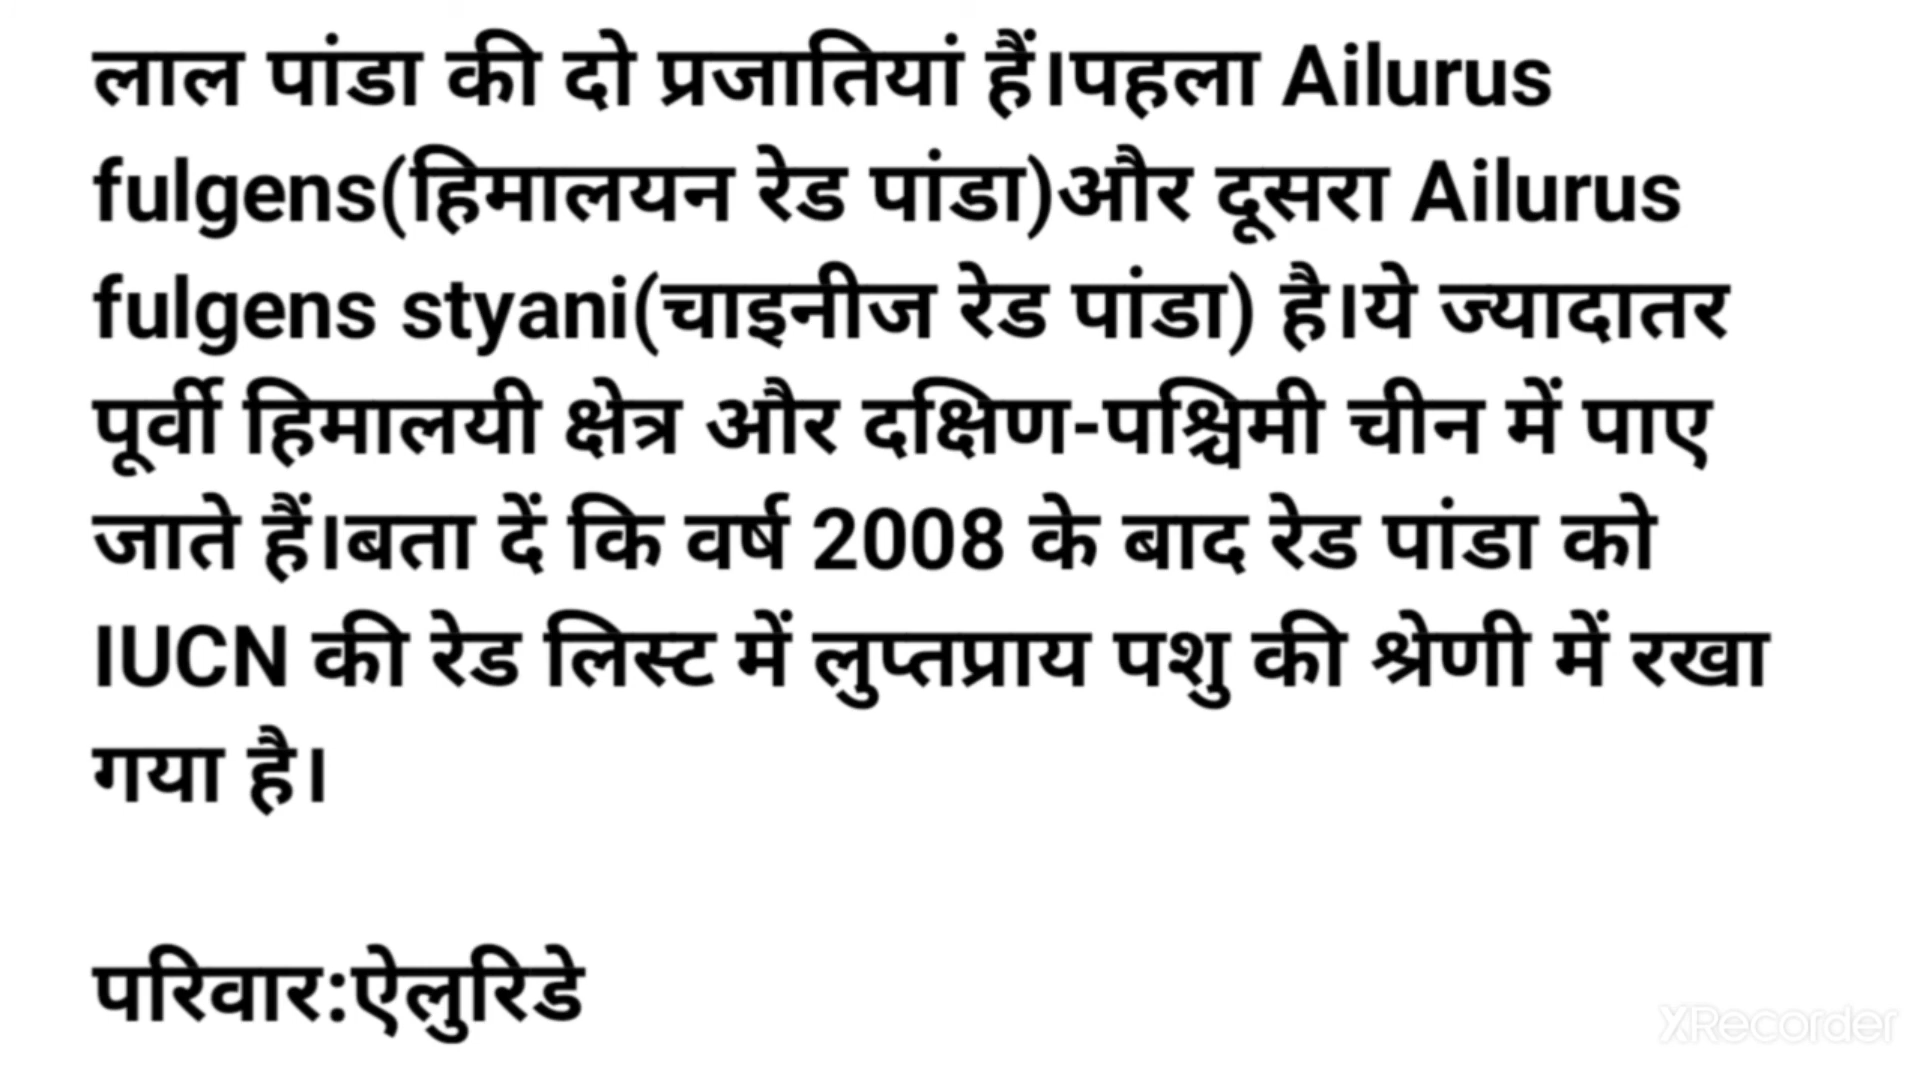 लाल पांडा की दो प्रजातियां हैं।पहला Ailurus
fulgens(हिमालयन रेड पांडा)और दूसरा Ailurus
fulgens styani(चाइनीज रेड पांडा) है।ये ज्यादातर
पूर्वी हिमालयी क्षेत्र और दक्षिण-पश्चिमी चीन में पाए
जाते हैं।बता दें कि वर्ष 2008 के बाद रेड पांडा को
IUCN की रेड लिस्ट में लुप्तप्राय पशु की श्रेणी में रखा
गया है।
परिवार:ऐलुरिडे
XRecorder